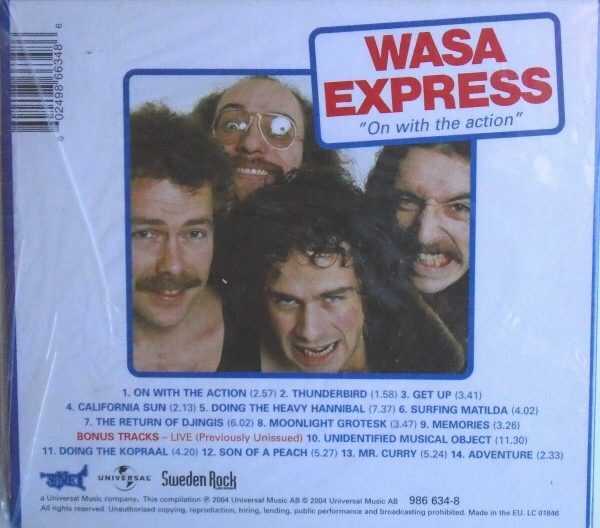 WASA
EXPRESS
"On with the action"
6 02498 66348 6
1. ON WITH THE ACTION (2.57) 2. THUNDERBIRD (1.58) 3. GET UP (3.41)
4. CALIFORNIA SUN (2.13) 5. DOING THE HEAVY HANNIBAL (7.37) 6. SURFING MATILDA (4.02)
7. THE RETURN OF DJINGIS (6.02) 8. MOONLIGHT GROTESK (3.47) 9. MEMORIES (3.26)
BONUS TRACKS – LIVE (Previously Unissued) 10. UNIDENTIFIED MUSICAL OBJECT (11.30)
11. DOING THE KOPRAAL (4.20) 12. SON OF A PEACH (5.27) 13. MR. CURRY (5.24) 14. ADVENTURE (2.33)
UNIVERSAL Sweden Rock
a Universal Music company. This compilation ℗ 2004 Universal Music AB © 2004 Universal Music AB 986 634-8
All rights reserved. Unauthorized copying, reproduction, hiring, lending, public performance and broadcasting prohibited. Made in the EU. LC 01846